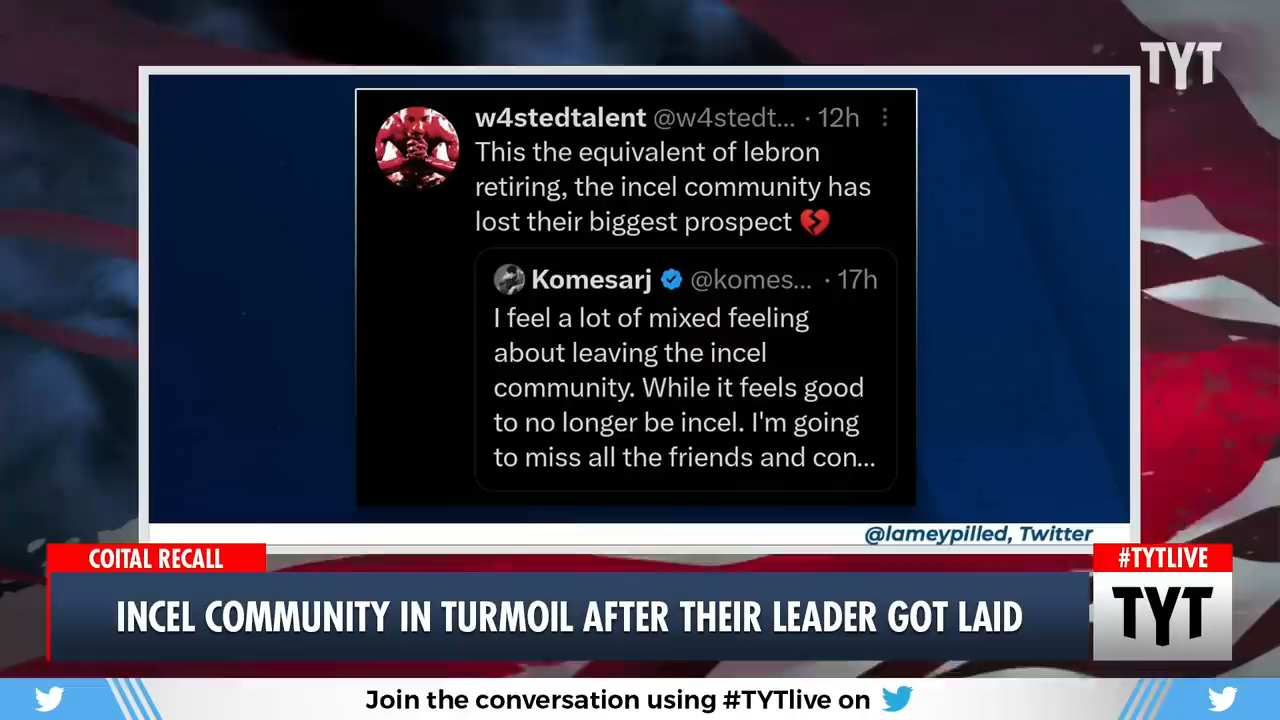 TYT
w4stedtalent @w4stedt... · 12h
This the equivalent of lebron
retiring, the incel community has
lost their biggest prospect 💔
Komesarj @komes... · 17h
I feel a lot of mixed feeling
about leaving the incel
community. While it feels good
to no longer be incel. I'm going
to miss all the friends and con...
@lameypilled, Twitter
COITAL RECALL
#TYTLIVE
INCEL COMMUNITY IN TURMOIL AFTER THEIR LEADER GOT LAID
TYT
Join the conversation using #TYTlive on